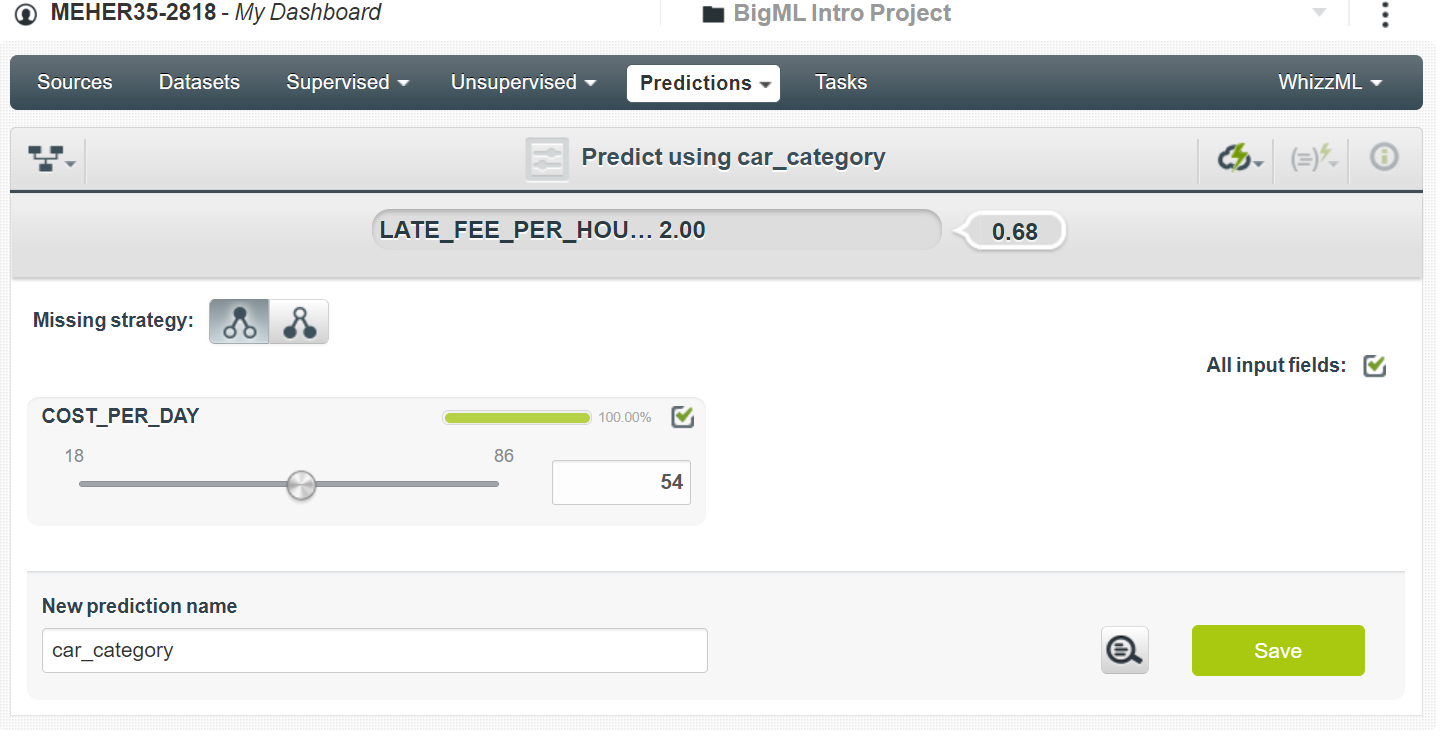 MEHER35-2818 - My Dashboard
BigML Intro Project
Sources Datasets Supervised Unsupervised Predictions Tasks WhizzML
Predict using car_category
LATE_FEE_PER_HOU... 2.00 0.68
Missing strategy:
All input fields:
COST_PER_DAY 100.00%
18 86
54
New prediction name
car_category
Save